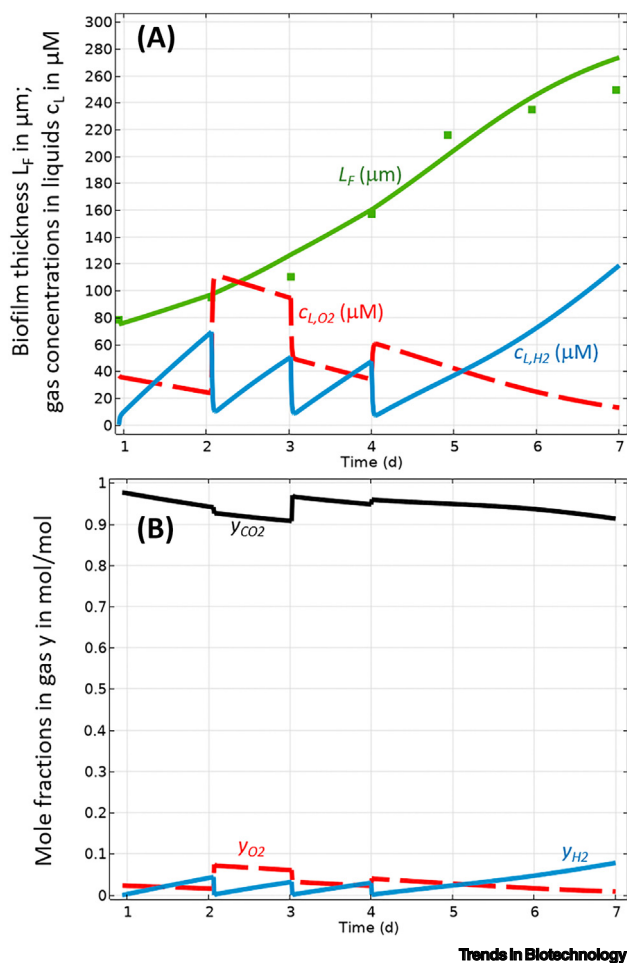 Biofilm thickness L_F in μm;
gas concentrations in liquids c_L in μM
300
280
260
240
220
200
180
160
140
120
100
80
60
40
20
0
(A)
L_F (μm)
c_L,O2 (μM)
c_L,H2 (μM)
1 2 3 4 5 6 7
Time (d)
Mole fractions in gas y in mol/mol
1
0.9
0.8
0.7
0.6
0.5
0.4
0.3
0.2
0.1
0
(B)
y_CO2
y_O2
y_H2
1 2 3 4 5 6 7
Time (d)
Trends in Biotechnology